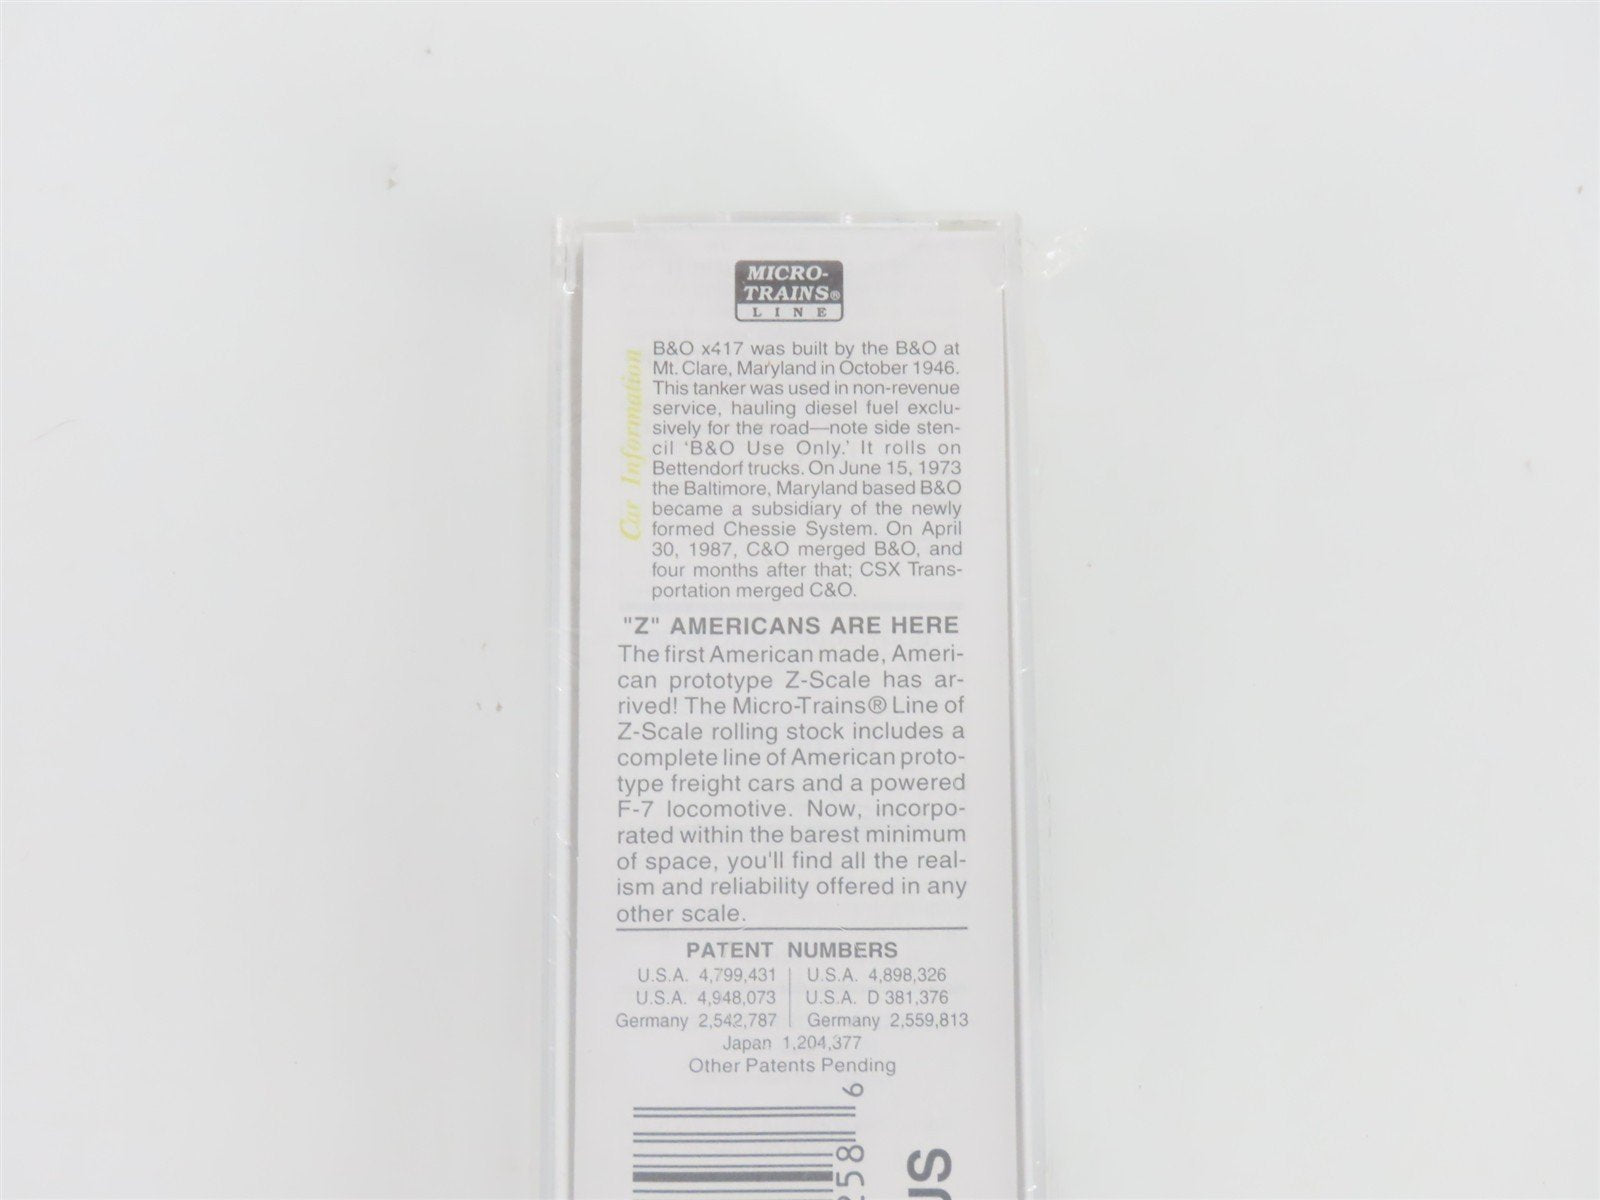 MICRO-
TRAINS®
LINE
Car Information
B&O x417 was built by the B&O at
Mt. Clare, Maryland in October 1946.
This tanker was used in non-revenue
service, hauling diesel fuel exclu-
sively for the road—note side sten-
cil ‘B&O Use Only.’ It rolls on
Bettendorf trucks. On June 15, 1973
the Baltimore, Maryland based B&O
became a subsidiary of the newly
formed Chessie System. On April
30, 1987, C&O merged B&O, and
four months after that; CSX Trans-
portation merged C&O.
"Z" AMERICANS ARE HERE
The first American made, Ameri-
can prototype Z-Scale has ar-
rived! The Micro-Trains® Line of
Z-Scale rolling stock includes a
complete line of American proto-
type freight cars and a powered
F-7 locomotive. Now, incorpo-
rated within the barest minimum
of space, you'll find all the real-
ism and reliability offered in any
other scale.
PATENT NUMBERS
U.S.A. 4,799,431 | U.S.A. 4,898,326
U.S.A. 4,948,073 | U.S.A. D 381,376
Germany 2,542,787 | Germany 2,559,813
Japan 1,204,377
Other Patents Pending
258 6
US